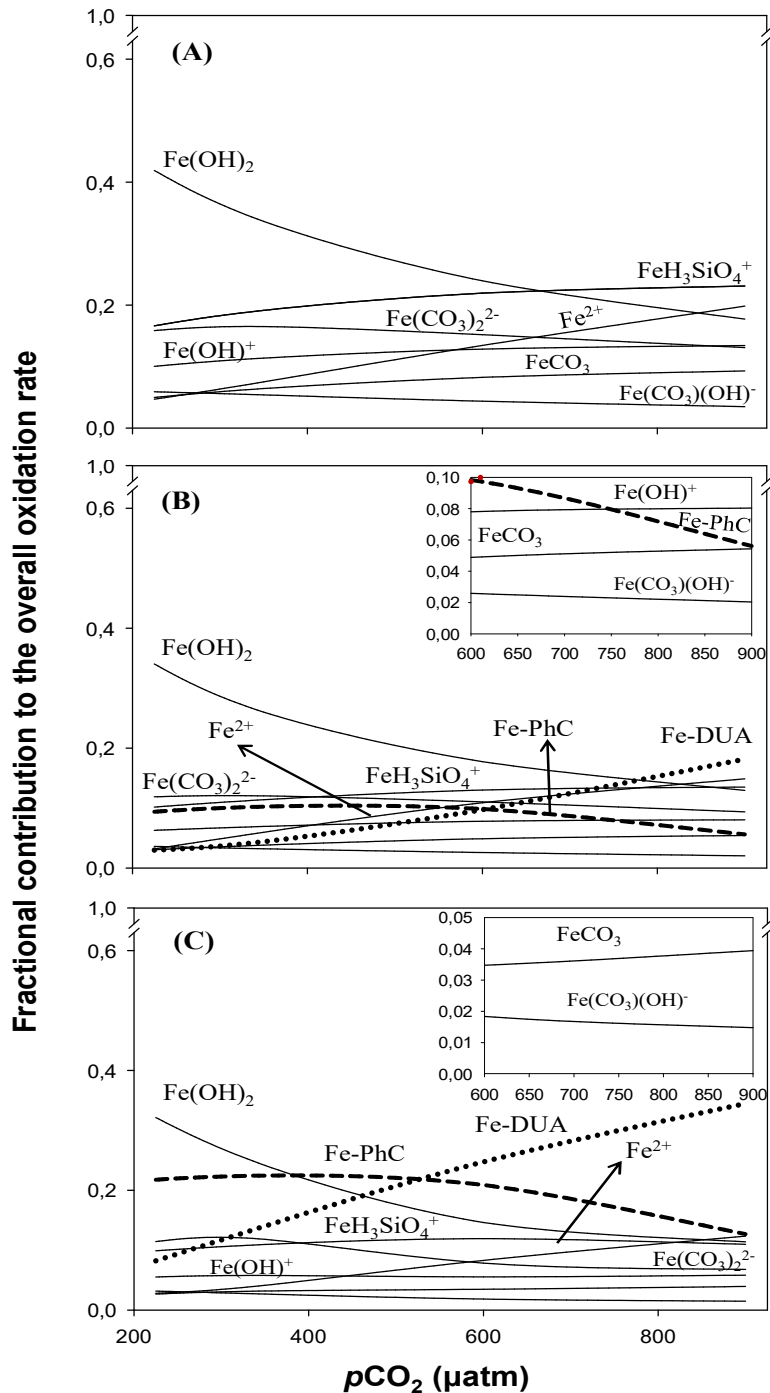 Fractional contribution to the overall oxidation rate
1,0
(A)
0,6
Fe(OH)₂
0,4
FeH₃SiO₄⁺
Fe(CO₃)₂²⁻
Fe²⁺
0,2
Fe(OH)⁺
FeCO₃
Fe(CO₃)(OH)⁻
0,0
1,0
(B)
0,10
Fe(OH)⁺
0,08
Fe-PhC
0,06
FeCO₃
0,04
Fe(CO₃)(OH)⁻
0,02
0,00
600 650 700 750 800 850 900
0,6
0,4
Fe(OH)₂
Fe²⁺
Fe-PhC
Fe-DUA
0,2
Fe(CO₃)₂²⁻
FeH₃SiO₄⁺
0,0
1,0
(C)
0,05
FeCO₃
0,04
0,03
Fe(CO₃)(OH)⁻
0,02
0,01
0,00
600 650 700 750 800 850 900
0,6
0,4
Fe(OH)₂
Fe-DUA
Fe-PhC
Fe²⁺
0,2
FeH₃SiO₄⁺
Fe(OH)⁺
Fe(CO₃)₂²⁻
0,0
200 400 600 800
pCO₂ (µatm)